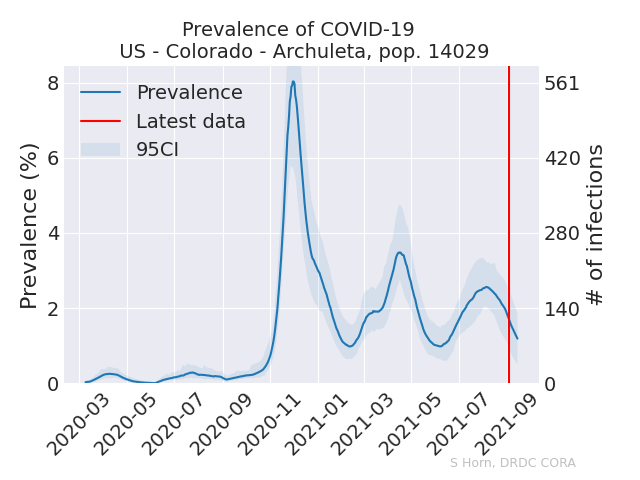 Prevalence of COVID-19
US - Colorado - Archuleta, pop. 14029
Prevalence
Latest data
95CI
Prevalence (%)
8
6
4
2
0
# of infections
561
420
280
140
0
2020-03
2020-05
2020-07
2020-09
2020-11
2021-01
2021-03
2021-05
2021-07
2021-09
S Horn, DRDC CORA